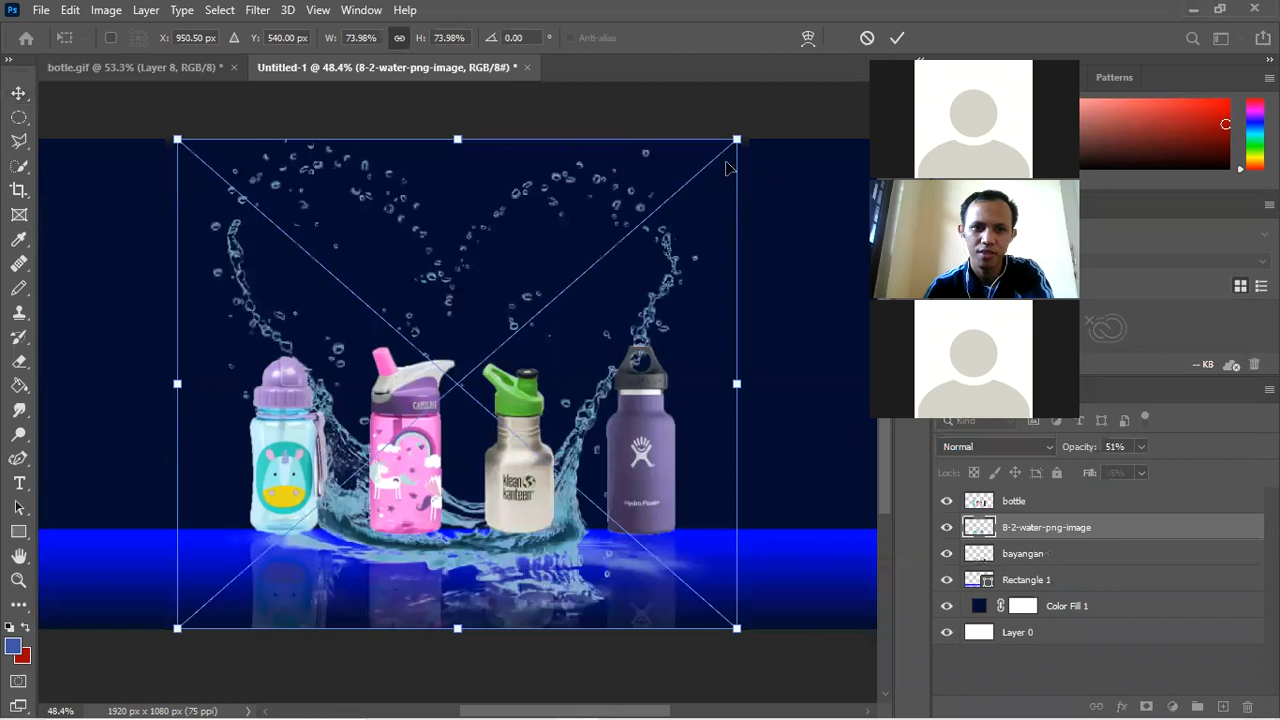 Ps File Edit Image Layer Type Select Filter 3D View Window Help
X: 950.50 px Y: 540.00 px W: 73.98% H: 73.98% 0.00 ° Anti-alias
botle.gif @ 53.3% (Layer 8, RGB/8) * × Untitled-1 @ 48.4% (8-2-water-png-image, RGB/8#) * ×
Patterns
CAMELBAK
klean
kanteen
Hydro Flask
-- KB
Kind
Normal Opacity: 51%
Lock: Fill:
bottle
8-2-water-png-image
bayangan
Rectangle 1
Color Fill 1
Layer 0
48.4% 1920 px x 1080 px (75 ppi)